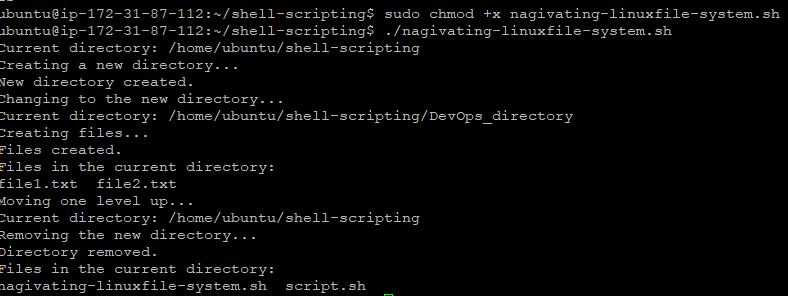 ubuntu@ip-172-31-87-112:~/shell-scripting$ sudo chmod +x nagivating-linuxfile-system.sh
ubuntu@ip-172-31-87-112:~/shell-scripting$ ./nagivating-linuxfile-system.sh
Current directory: /home/ubuntu/shell-scripting
Creating a new directory...
New directory created.
Changing to the new directory...
Current directory: /home/ubuntu/shell-scripting/DevOps_directory
Creating files...
Files created.
Files in the current directory:
file1.txt  file2.txt
Moving one level up...
Current directory: /home/ubuntu/shell-scripting
Removing the new directory...
Directory removed.
Files in the current directory:
nagivating-linuxfile-system.sh  script.sh